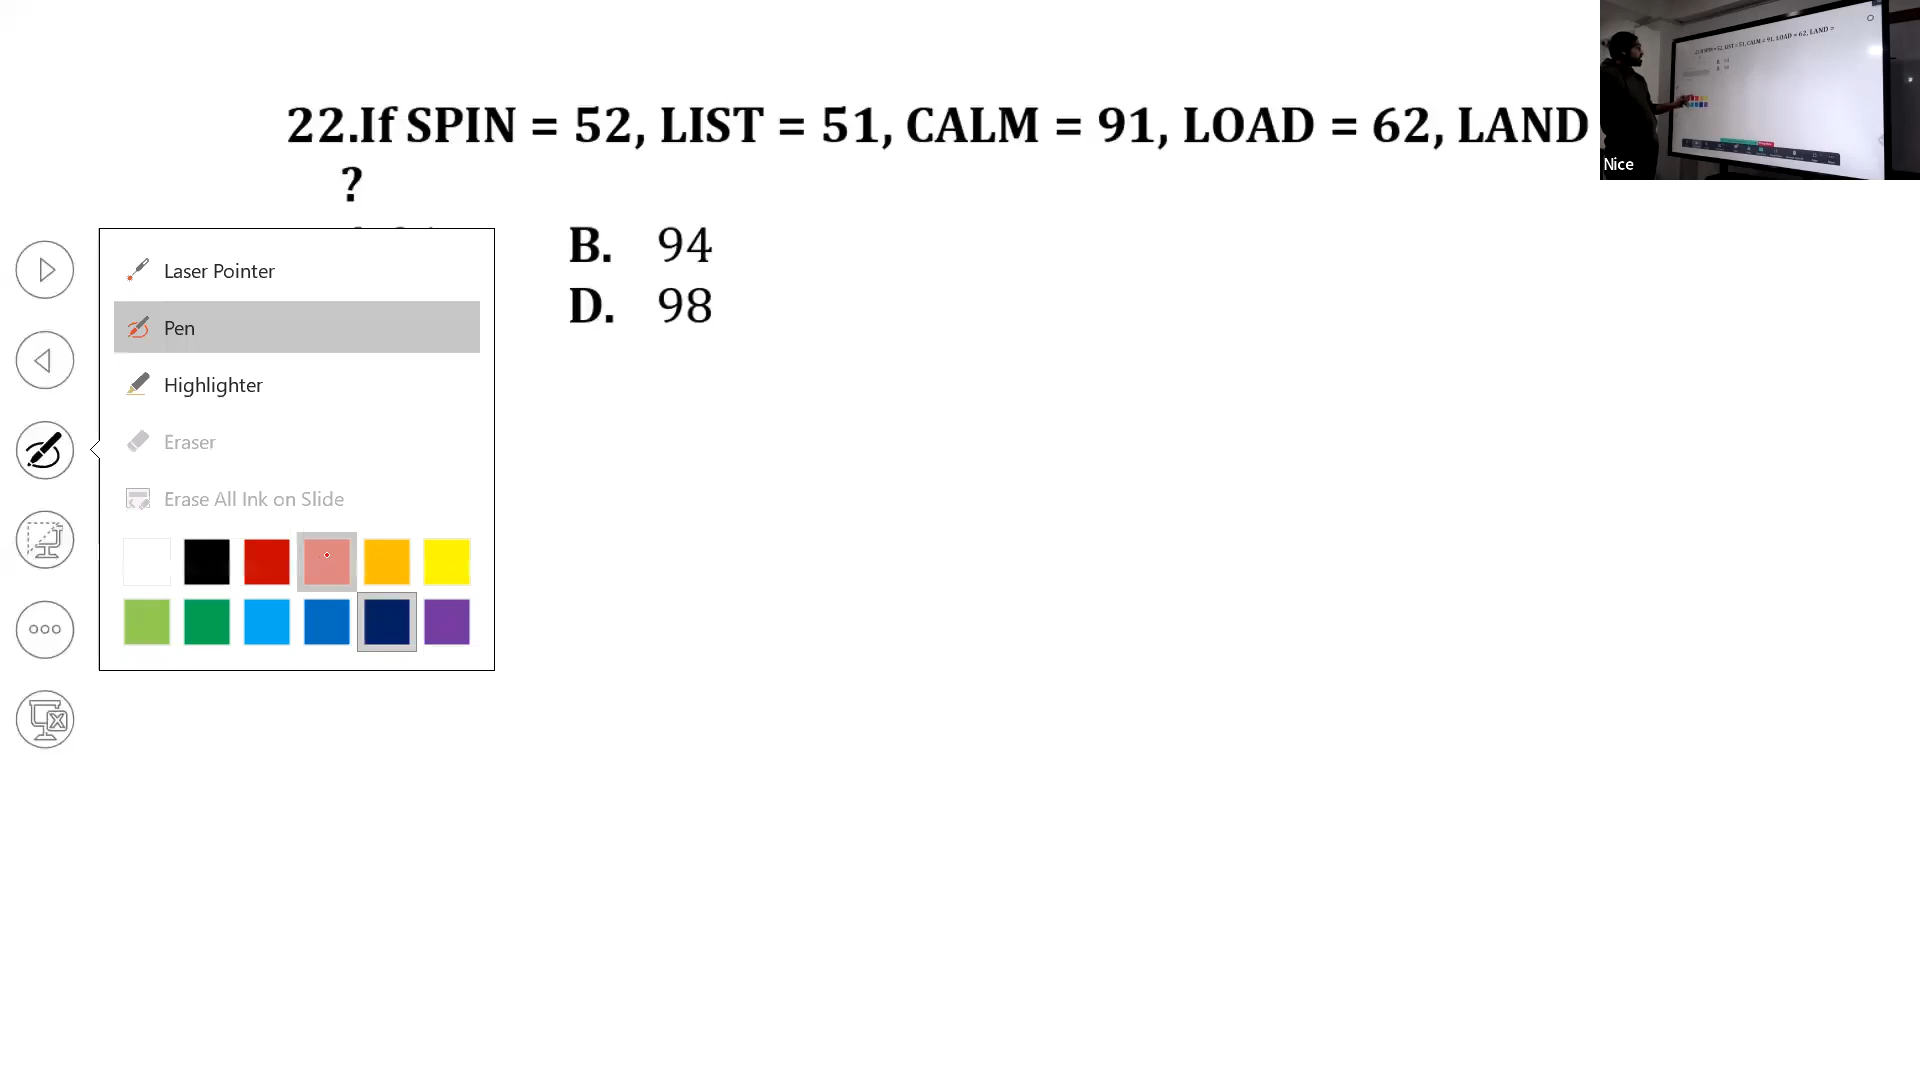 22.If SPIN = 52, LIST = 51, CALM = 91, LOAD = 62, LAND
?
B. 94
D. 98
Laser Pointer
Pen
Highlighter
Eraser
Erase All Ink on Slide
Nice